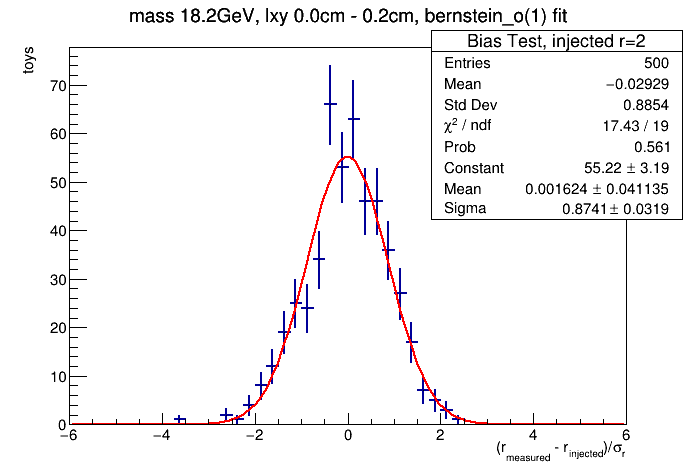 mass 18.2GeV, lxy 0.0cm - 0.2cm, bernstein_o(1) fit
Bias Test, injected r=2
Entries 500
Mean −0.02929
Std Dev 0.8854
χ² / ndf 17.43 / 19
Prob 0.561
Constant 55.22 ± 3.19
Mean 0.001624 ± 0.041135
Sigma 0.8741 ± 0.0319
toys
70
60
50
40
30
20
10
0
−6 −4 −2 0 2 4 6
(r_measured - r_injected)/σ_r